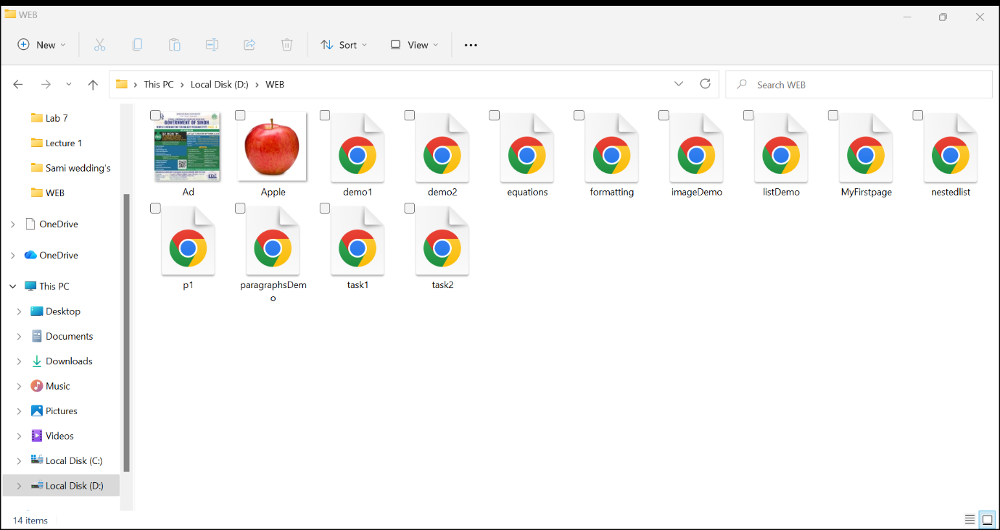 WEB
New
Sort
View
This PC
Local Disk (D:)
WEB
Search WEB
Lab 7
Lecture 1
Sami wedding's
WEB
OneDrive
OneDrive
This PC
Desktop
Documents
Downloads
Music
Pictures
Videos
Local Disk (C:)
Local Disk (D:)
GOVERNMENT OF SINDH
Ad
Apple
demo1
demo2
equations
formatting
imageDemo
listDemo
MyFirstpage
nestedlist
p1
paragraphsDem
o
task1
task2
14 items